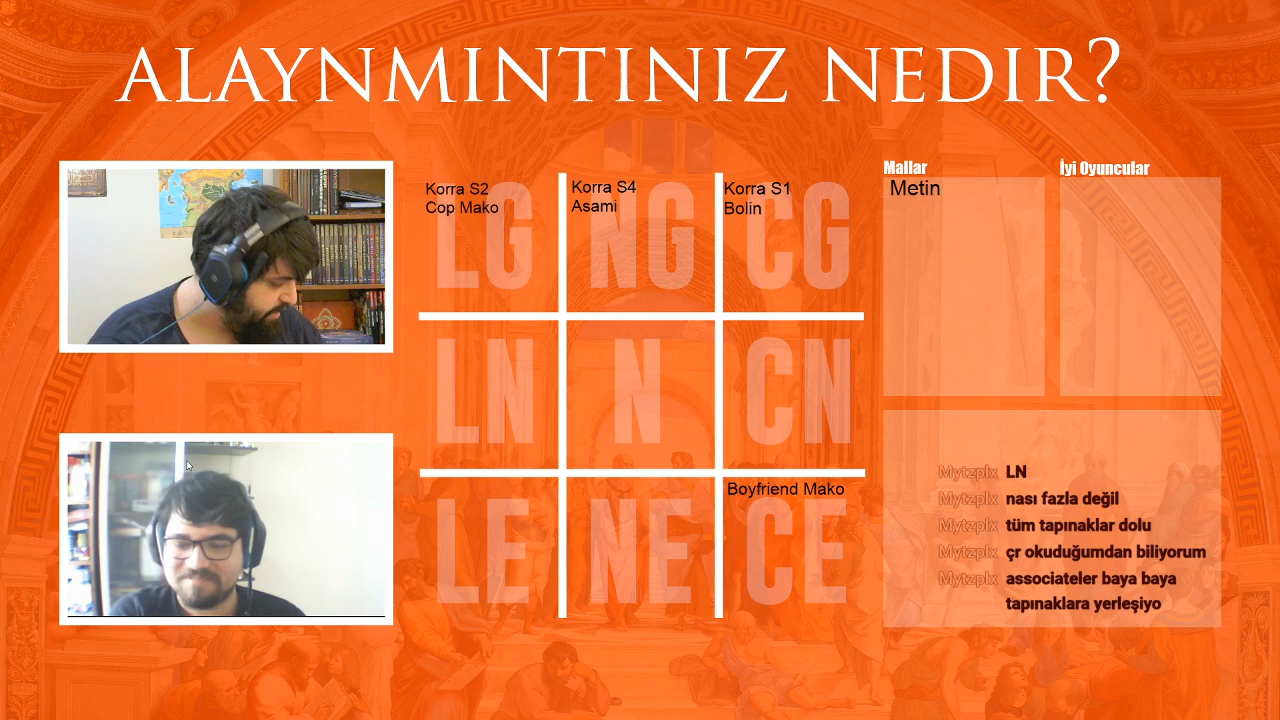 ALAYNMINTINIZ NEDIR?
Korra S2
Cop Mako
LG
Korra S4
Asami
NG
Korra S1
Bolin
CG
LN
N
CN
LE
NE
Boyfriend Mako
CE
Mallar
Metin
İyi Oyuncular
Mytzplx LN
Mytzplx nası fazla değil
Mytzplx tüm tapınaklar dolu
Mytzplx çr okuduğumdan biliyorum
Mytzplx associateler baya baya
tapınaklara yerleşiyo